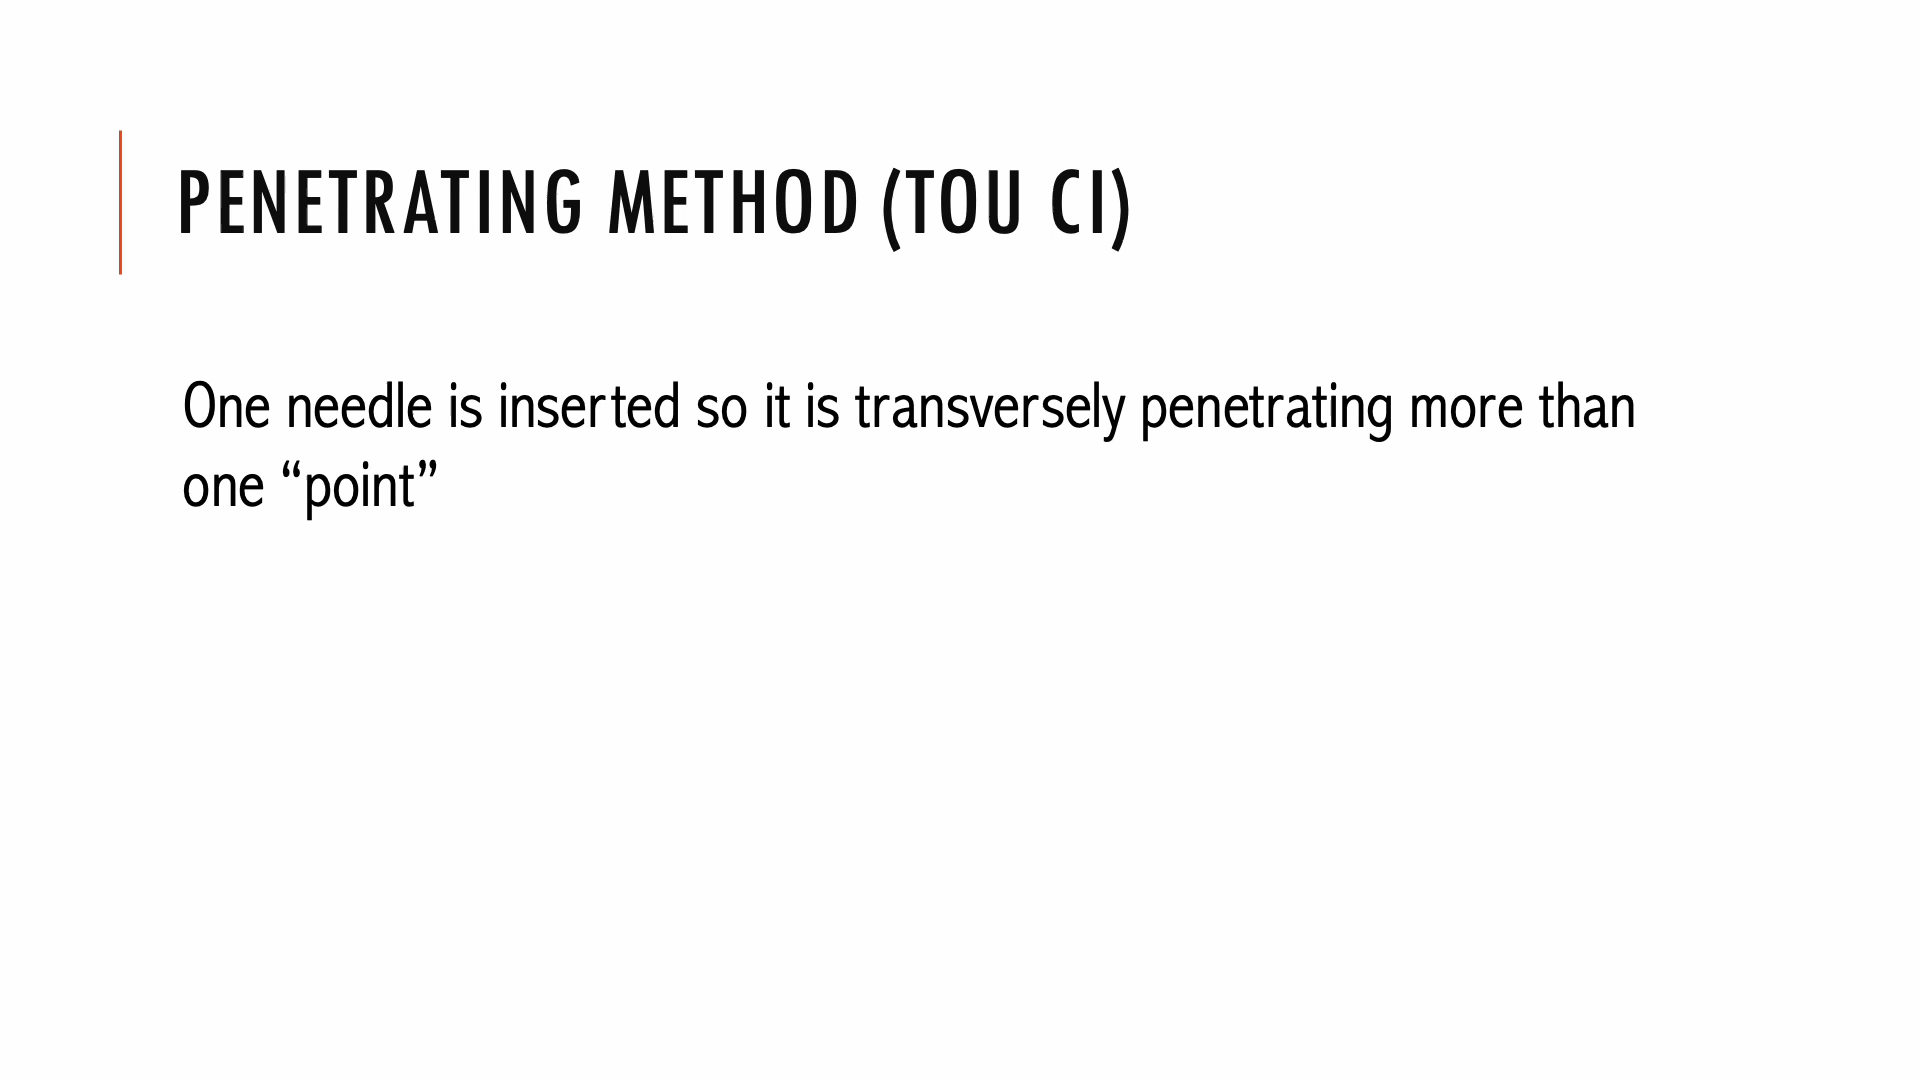 PENETRATING METHOD (TOU CI)
One needle is inserted so it is transversely penetrating more than
one “point”